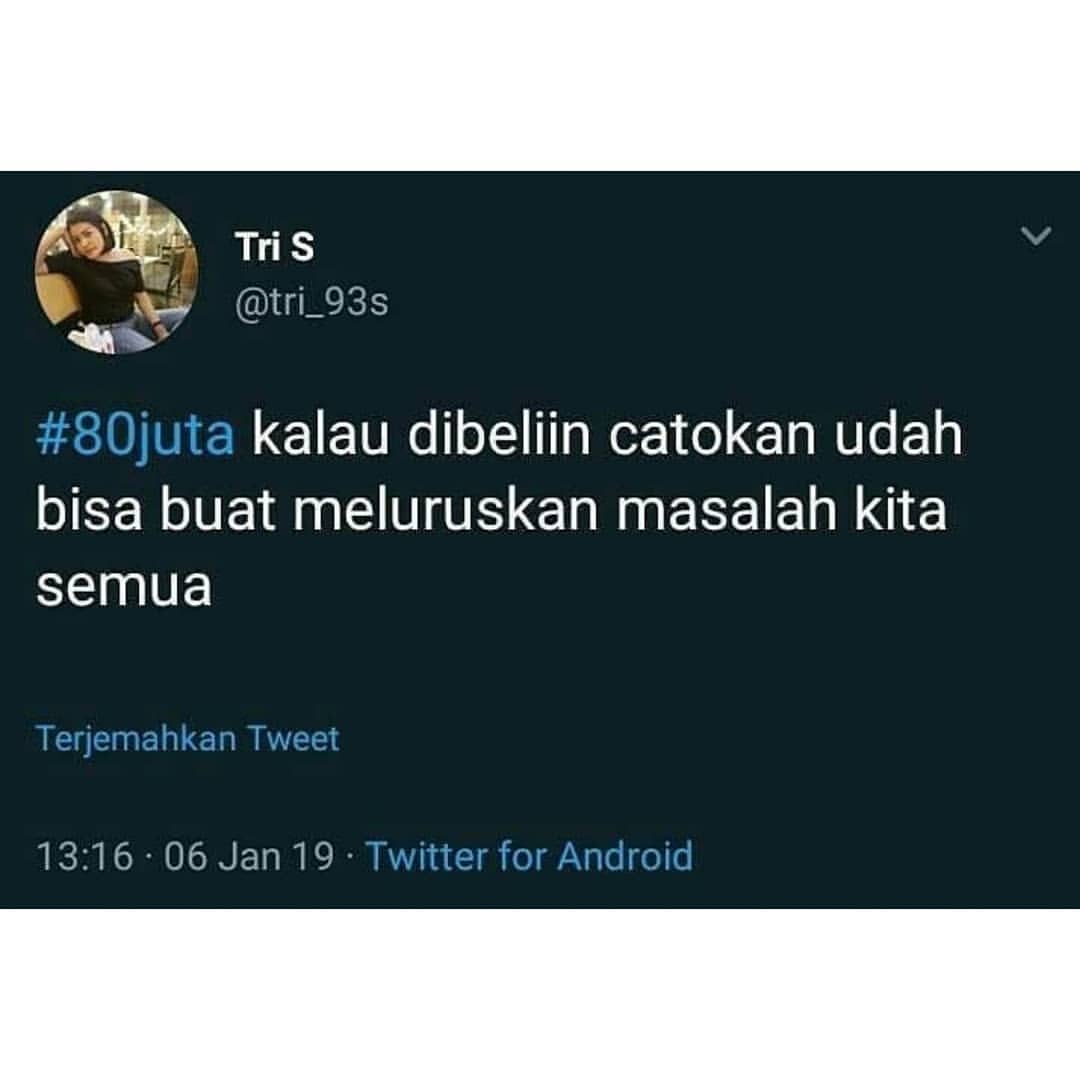 Tri S
@tri_93s
#80juta kalau dibeliin catokan udah
bisa buat meluruskan masalah kita
semua
Terjemahkan Tweet
13:16 · 06 Jan 19 · Twitter for Android